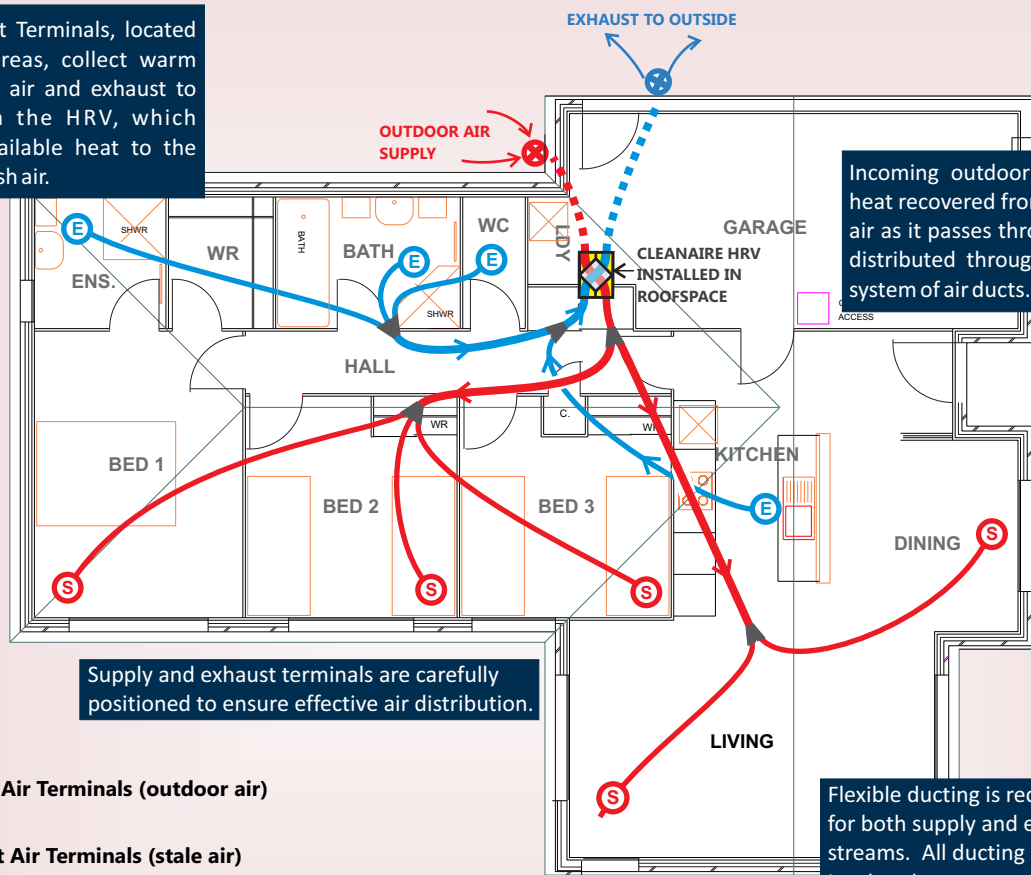 EXHAUST TO OUTSIDE
t Terminals, located
reas, collect warm
air and exhaust to
the HRV, which
ailable heat to the
sh air.
OUTDOOR AIR
SUPPLY
Incoming outdoor
heat recovered from
air as it passes thro
distributed through
system of air ducts.
ACCESS
E
SHWR
ENS.
WR
BATH
BATH
E
SHWR
WC
E
LDY
GARAGE
CLEANAIRE HRV
INSTALLED IN
ROOFSPACE
HALL
WR
C.
KITCHEN
E
BED 1
BED 2
BED 3
DINING
S
S
S
S
Supply and exhaust terminals are carefully
positioned to ensure effective air distribution.
LIVING
S
Air Terminals (outdoor air)
t Air Terminals (stale air)
Flexible ducting is rec
for both supply and e
streams. All ducting